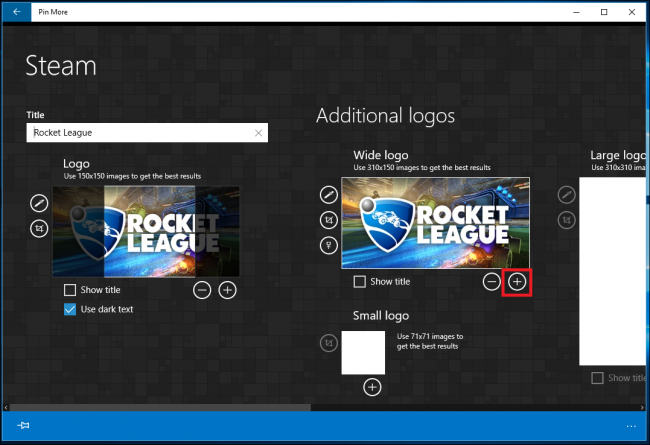 Pin More
Steam
Title
Rocket League
Logo
Use 150x150 images to get the best results
ROCKET
LEAGUE
Show title
Use dark text
Additional logos
Wide logo
Use 310x150 images to get the best results
ROCKET
LEAGUE
Show title
Small logo
Use 71x71 images to
get the best results
Large logo
Use 310x310 ima
Show title